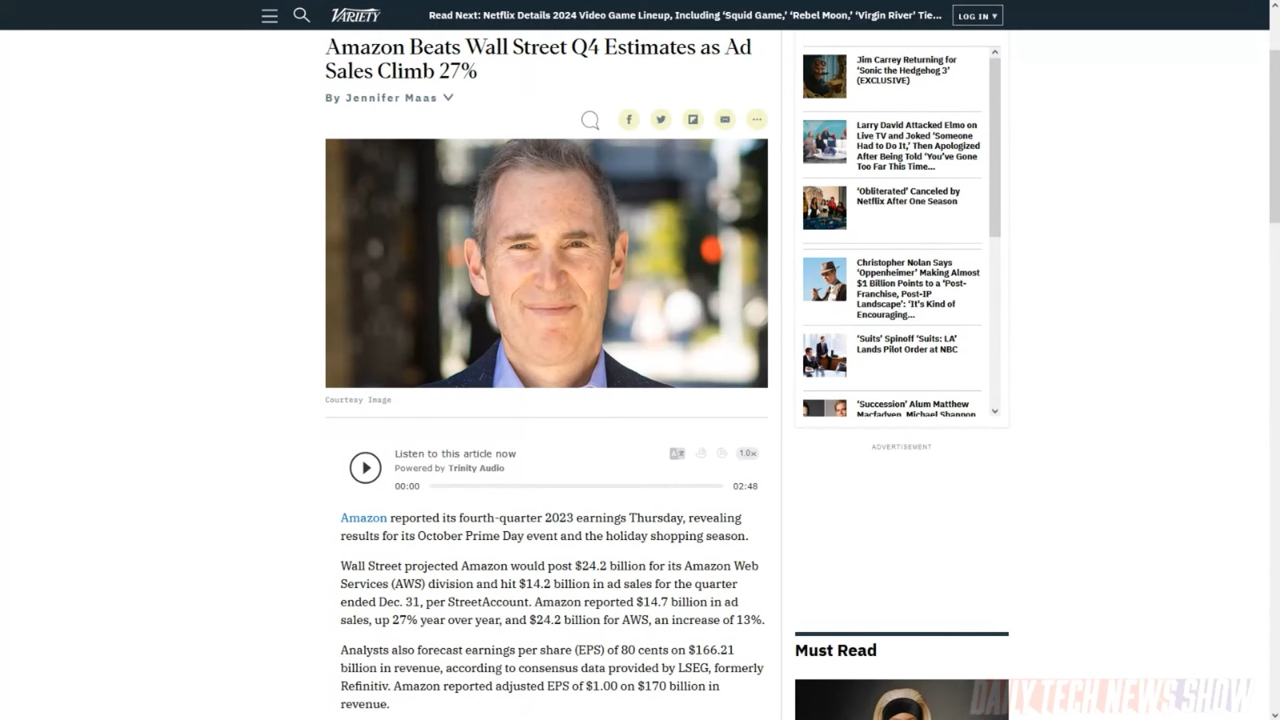 VARIETY
Read Next: Netflix Details 2024 Video Game Lineup, Including ‘Squid Game,’ ‘Rebel Moon,’ ‘Virgin River’ Tie...
LOG IN ▾
Amazon Beats Wall Street Q4 Estimates as Ad
Sales Climb 27%
By Jennifer Maas
Courtesy Image
Listen to this article now
Powered by Trinity Audio
1.0x
00:00
02:48
Amazon reported its fourth-quarter 2023 earnings Thursday, revealing
results for its October Prime Day event and the holiday shopping season.
Wall Street projected Amazon would post $24.2 billion for its Amazon Web
Services (AWS) division and hit $14.2 billion in ad sales for the quarter
ended Dec. 31, per StreetAccount. Amazon reported $14.7 billion in ad
sales, up 27% year over year, and $24.2 billion for AWS, an increase of 13%.
Analysts also forecast earnings per share (EPS) of 80 cents on $166.21
billion in revenue, according to consensus data provided by LSEG, formerly
Refinitiv. Amazon reported adjusted EPS of $1.00 on $170 billion in
revenue.
Jim Carrey Returning for
‘Sonic the Hedgehog 3’
(EXCLUSIVE)
Larry David Attacked Elmo on
Live TV and Joked ‘Someone
Had to Do It,’ Then Apologized
After Being Told ‘You’ve Gone
Too Far This Time...
‘Obliterated’ Canceled by
Netflix After One Season
Christopher Nolan Says
‘Oppenheimer’ Making Almost
$1 Billion Points to a ‘Post-
Franchise, Post-IP
Landscape’: ‘It’s Kind of
Encouraging...
‘Suits’ Spinoff ‘Suits: LA’
Lands Pilot Order at NBC
‘Succession’ Alum Matthew
Macfadyen, Michael Shannon
ADVERTISEMENT
Must Read
DAILY TECH NEWS SHOW